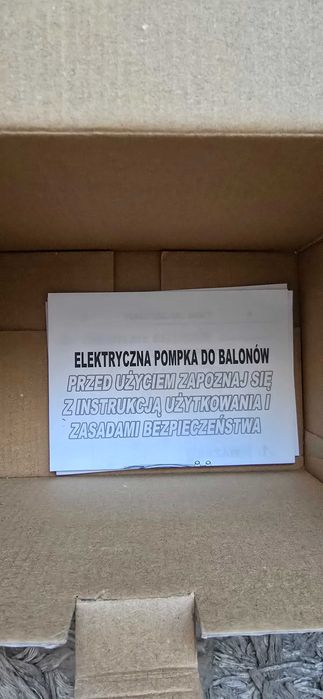 ELEKTRYCZNA POMPKA DO BALONÓW
PRZED UŻYCIEM ZAPOZNAJ SIĘ
Z INSTRUKCJĄ UŻYTKOWANIA I
ZASADAMI BEZPIECZEŃSTWA